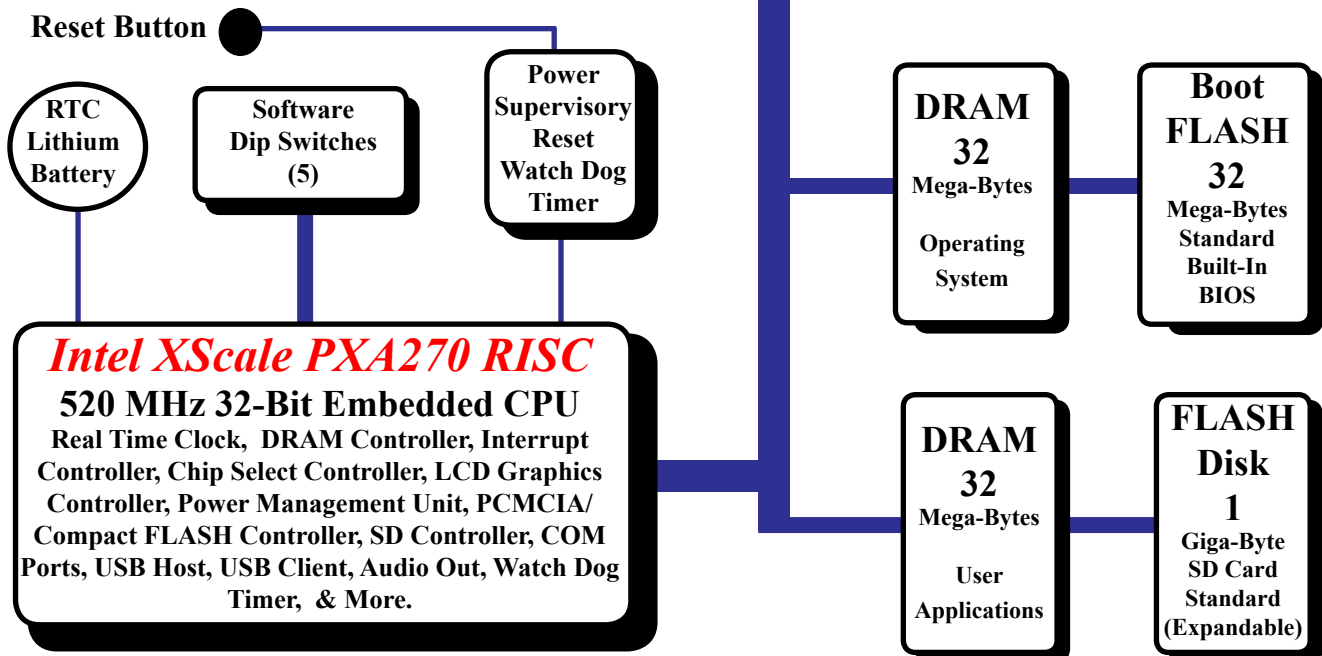 Reset Button
RTC
Lithium
Battery
Software
Dip Switches
(5)
Power
Supervisory
Reset
Watch Dog
Timer
Intel XScale PXA270 RISC
520 MHz 32-Bit Embedded CPU
Real Time Clock, DRAM Controller, Interrupt
Controller, Chip Select Controller, LCD Graphics
Controller, Power Management Unit, PCMCIA/
Compact FLASH Controller, SD Controller, COM
Ports, USB Host, USB Client, Audio Out, Watch Dog
Timer, & More.
DRAM
32
Mega-Bytes
Operating
System
Boot
FLASH
32
Mega-Bytes
Standard
Built-In
BIOS
DRAM
32
Mega-Bytes
User
Applications
FLASH
Disk
1
Giga-Byte
SD Card
Standard
(Expandable)